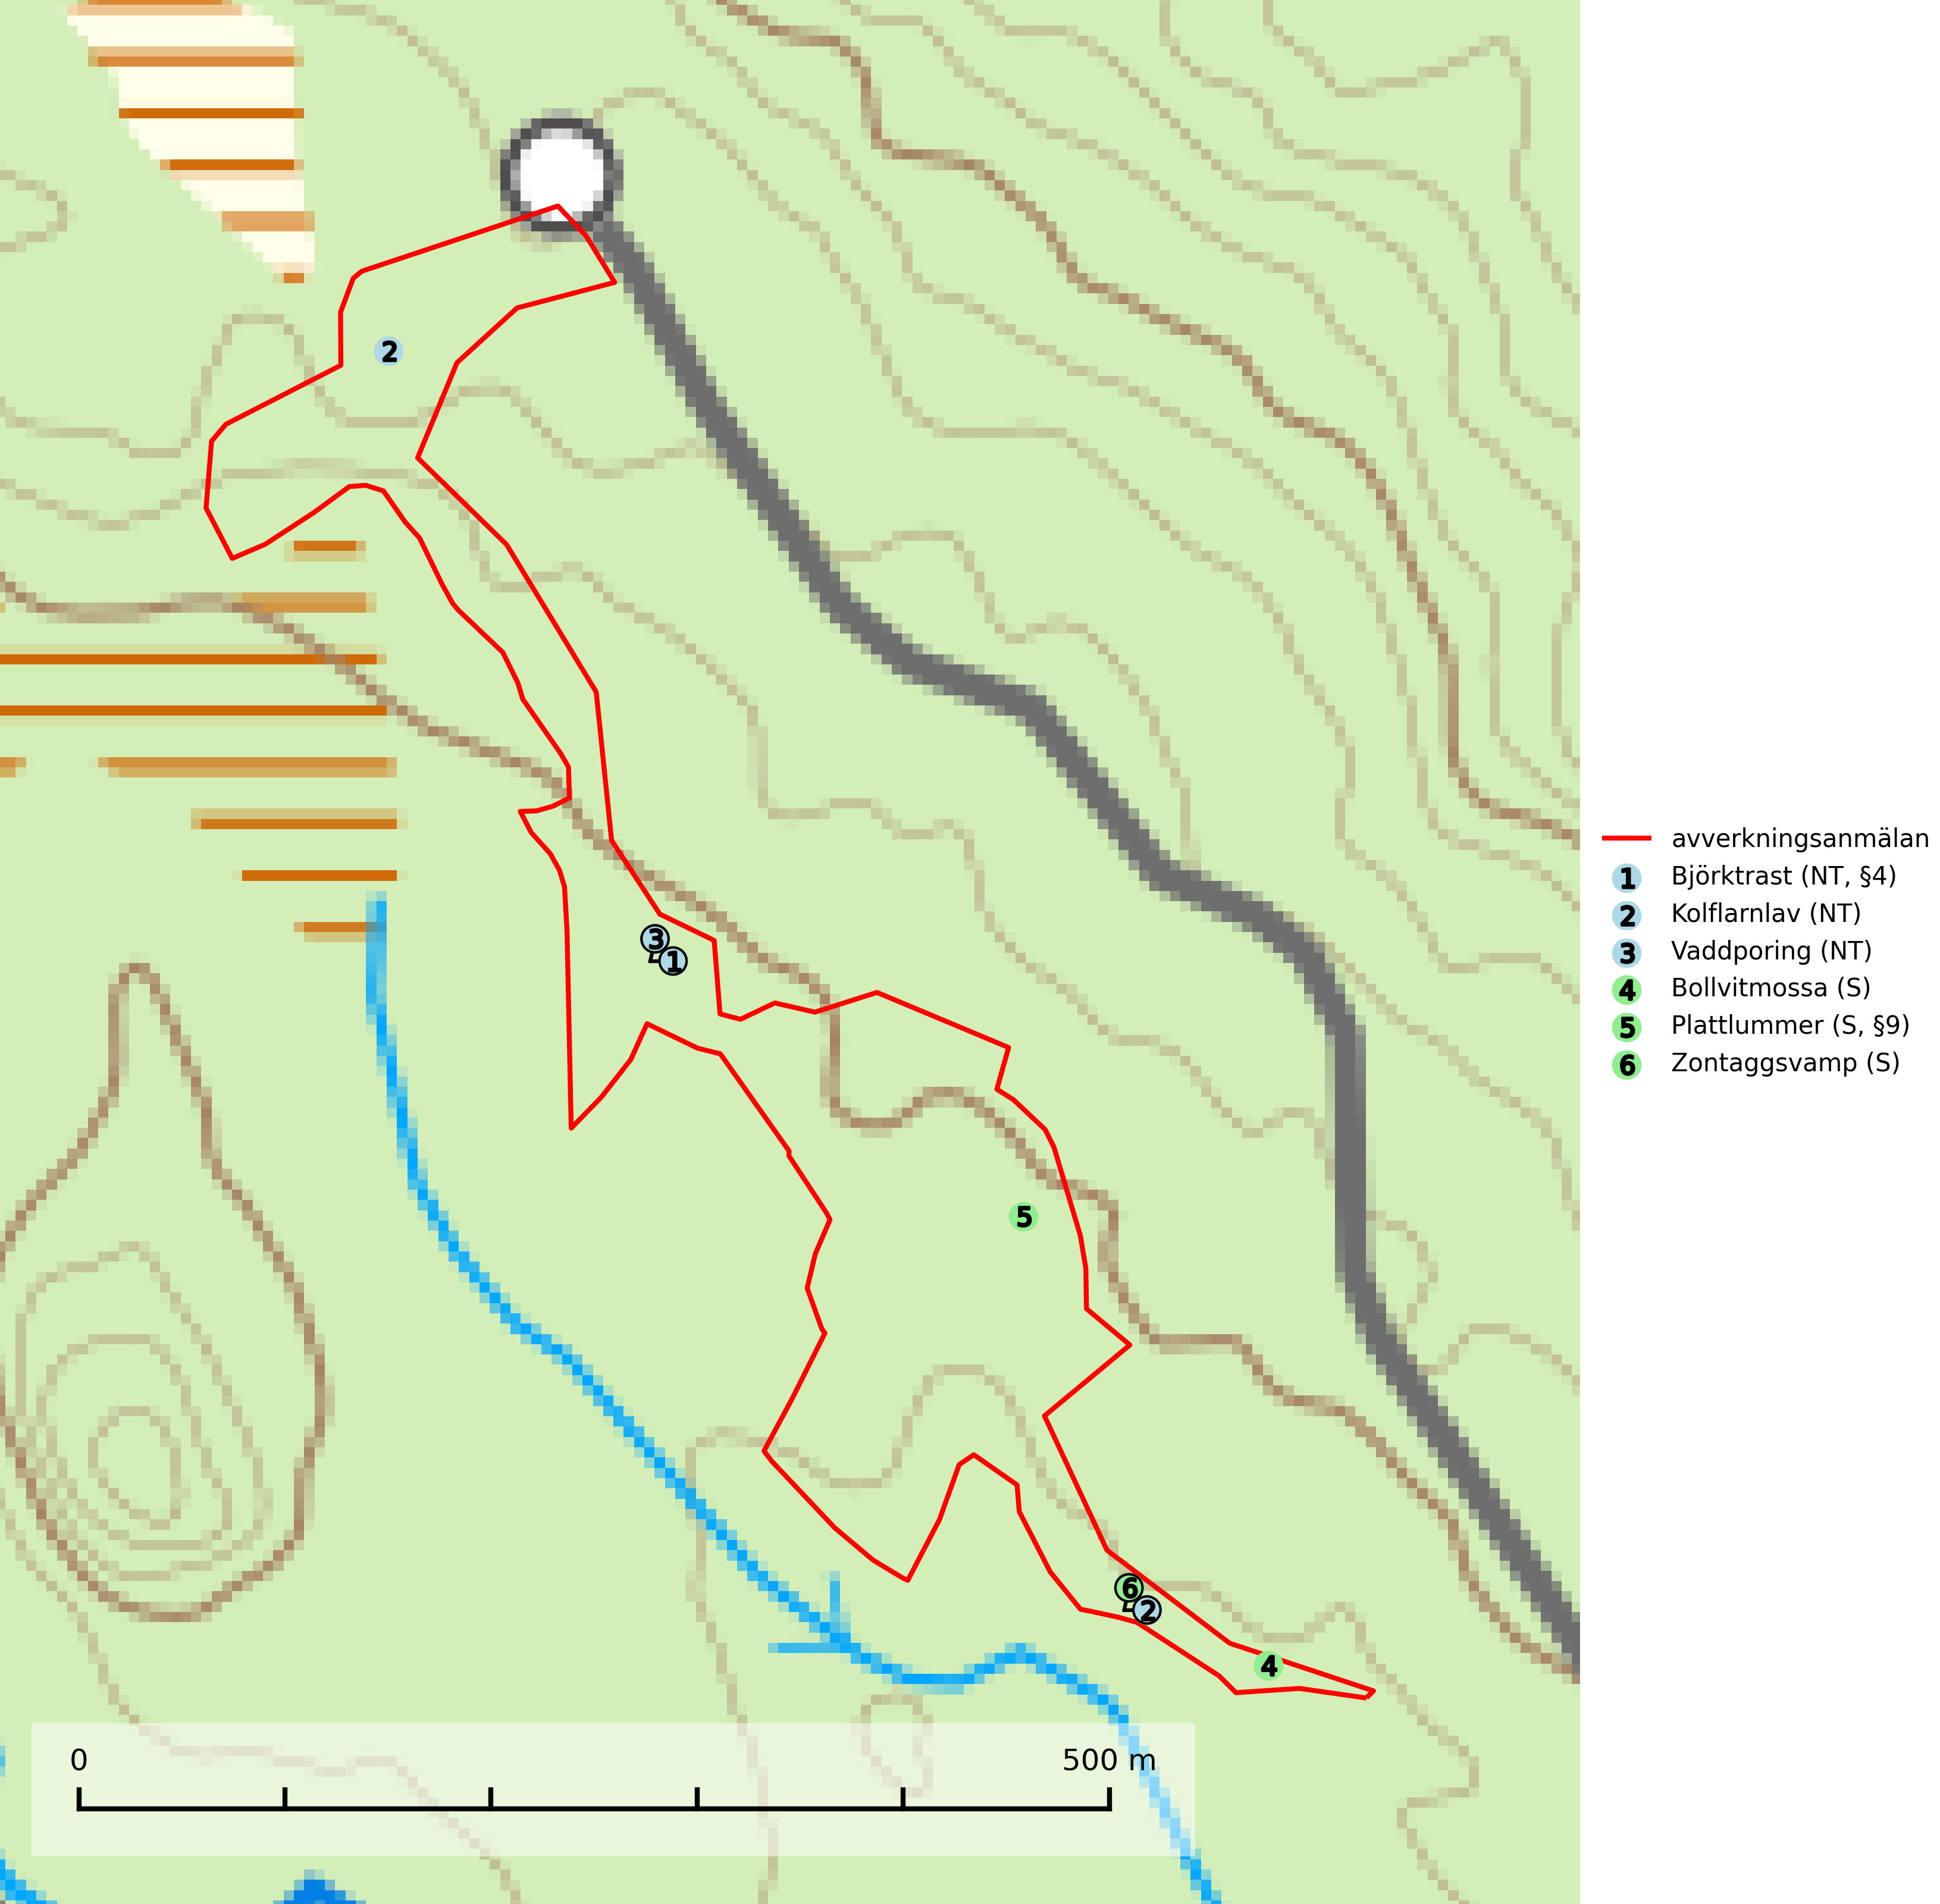 2
3
1
5
6
2
4
0 500 m
avverkningsanmälan
1 Björktrast (NT, §4)
2 Kolflarnlav (NT)
3 Vaddporing (NT)
4 Bollvitmossa (S)
5 Plattlummer (S, §9)
6 Zontaggsvamp (S)